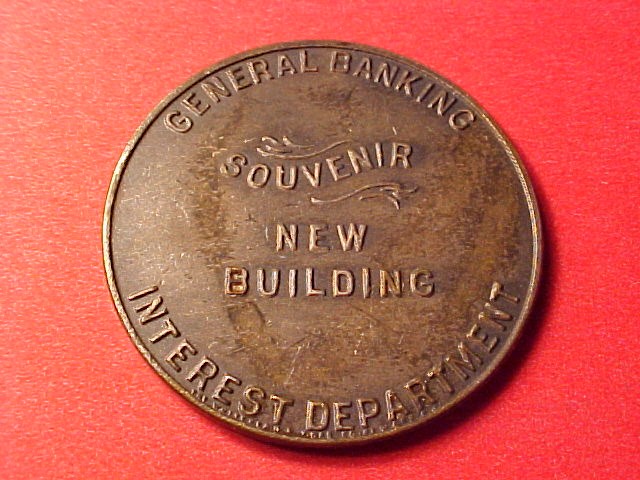 GENERAL BANKING
SOUVENIR
NEW
BUILDING
INTEREST DEPARTMENT